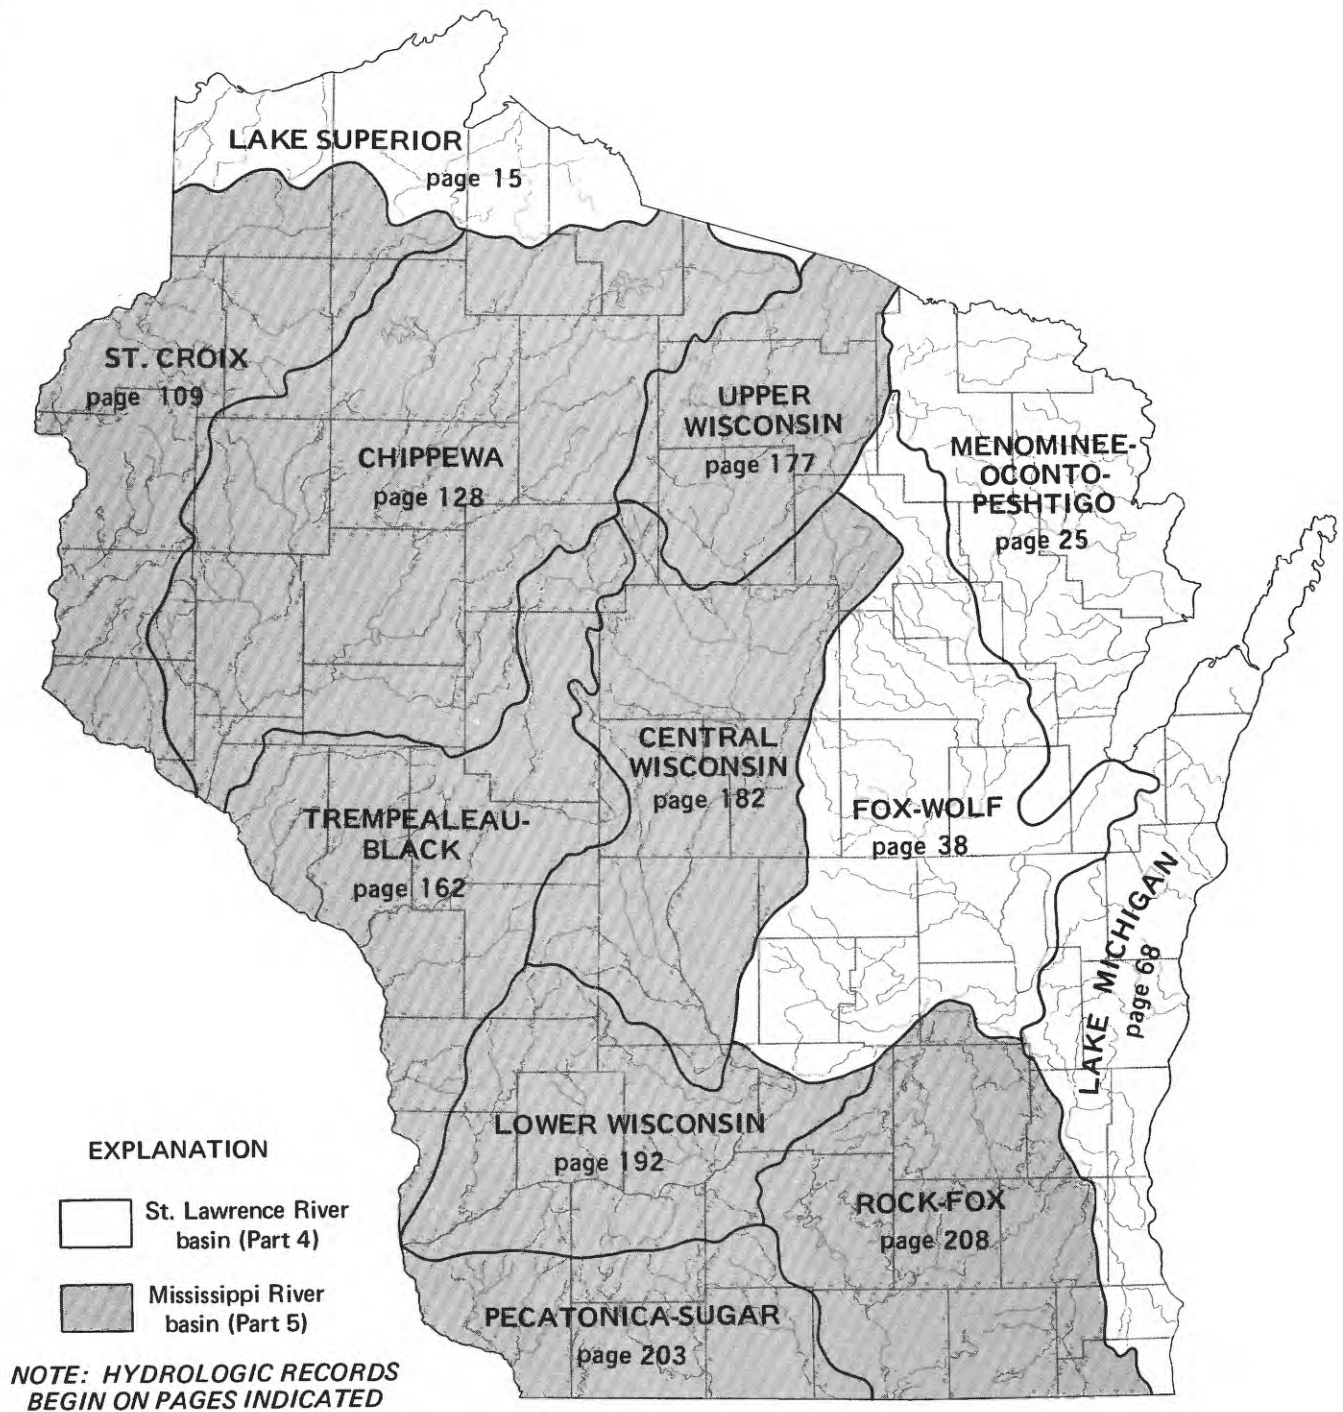 LAKE SUPERIOR
page 15
ST. CROIX
page 109
CHIPPEWA
page 128
UPPER
WISCONSIN
page 177
MENOMINEE-
OCONTO-
PESHTIGO
page 25
TREMPEALEAU-
BLACK
page 162
CENTRAL
WISCONSIN
page 182
FOX-WOLF
page 38
LAKE MICHIGAN
page 68
LOWER WISCONSIN
page 192
ROCK-FOX
page 208
PECATONICA-SUGAR
page 203
EXPLANATION
St. Lawrence River
basin (Part 4)
Mississippi River
basin (Part 5)
NOTE: HYDROLOGIC RECORDS
BEGIN ON PAGES INDICATED